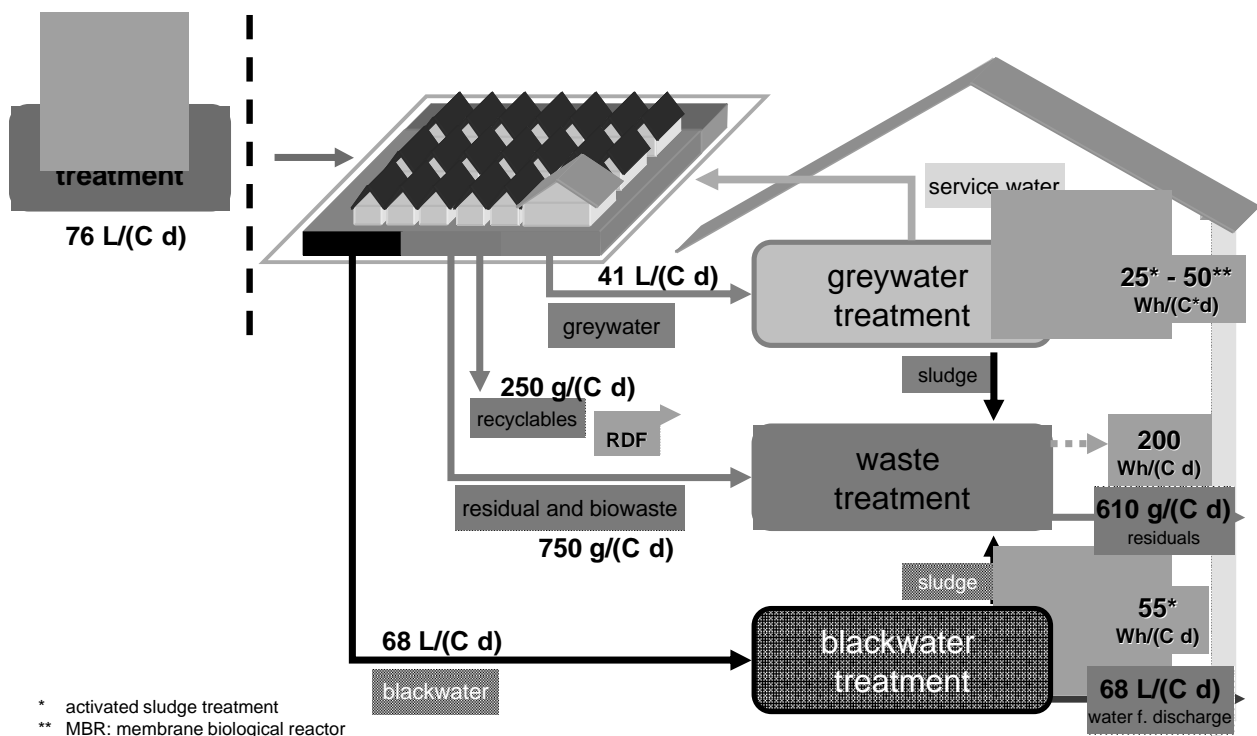 treatment
76 L/(C d)
service water
41 L/(C d)
greywater
greywater
treatment
25* - 50**
Wh/(C*d)
sludge
250 g/(C d)
recyclables
RDF
waste
treatment
200
Wh/(C d)
residual and biowaste
750 g/(C d)
610 g/(C d)
residuals
sludge
55*
Wh/(C d)
68 L/(C d)
blackwater
blackwater
treatment
68 L/(C d)
water f. discharge
* activated sludge treatment
** MBR: membrane biological reactor